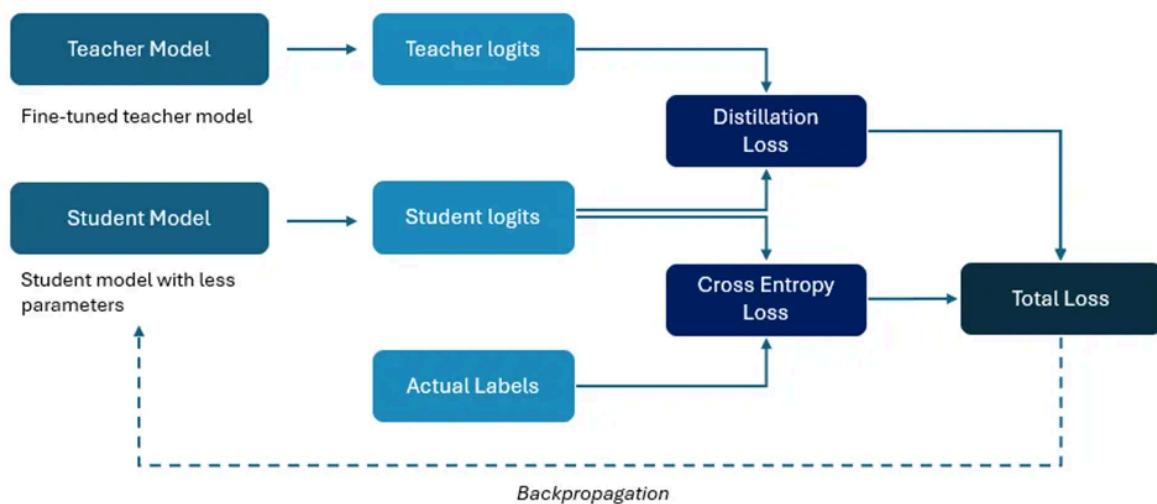 Teacher Model
Teacher logits
Fine-tuned teacher model
Distillation
Loss
Student Model
Student logits
Student model with less
parameters
Cross Entropy
Loss
Total Loss
Actual Labels
Backpropagation